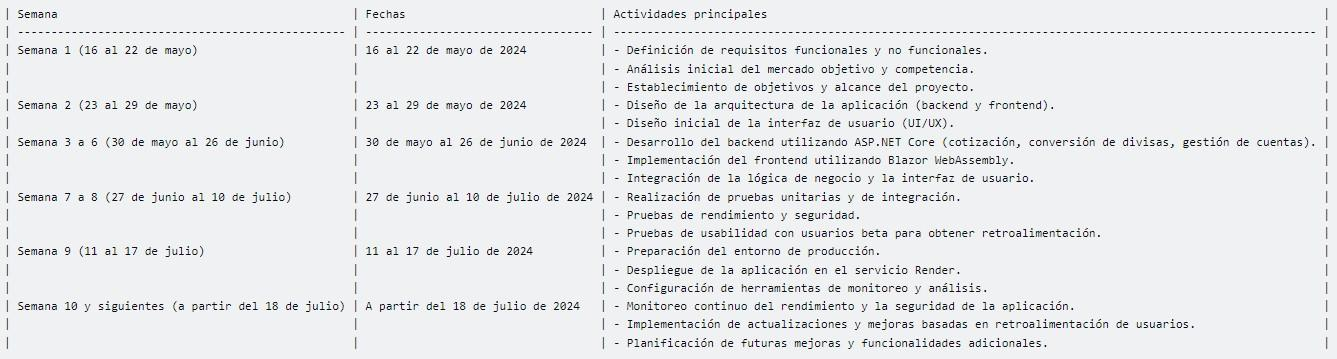 | Semana | Fechas | Actividades principales |
| ------------------------------------------------- | ---------------------------------- | --------------------------------------------------------------------------------------------------------- |
| Semana 1 (16 al 22 de mayo) | 16 al 22 de mayo de 2024 | - Definición de requisitos funcionales y no funcionales. |
| | | - Análisis inicial del mercado objetivo y competencia. |
| | | - Establecimiento de objetivos y alcance del proyecto. |
| Semana 2 (23 al 29 de mayo) | 23 al 29 de mayo de 2024 | - Diseño de la arquitectura de la aplicación (backend y frontend). |
| | | - Diseño inicial de la interfaz de usuario (UI/UX). |
| Semana 3 a 6 (30 de mayo al 26 de junio) | 30 de mayo al 26 de junio de 2024 | - Desarrollo del backend utilizando ASP.NET Core (cotización, conversión de divisas, gestión de cuentas). |
| | | - Implementación del frontend utilizando Blazor WebAssembly. |
| | | - Integración de la lógica de negocio y la interfaz de usuario. |
| Semana 7 a 8 (27 de junio al 10 de julio) | 27 de junio al 10 de julio de 2024 | - Realización de pruebas unitarias y de integración. |
| | | - Pruebas de rendimiento y seguridad. |
| | | - Pruebas de usabilidad con usuarios beta para obtener retroalimentación. |
| Semana 9 (11 al 17 de julio) | 11 al 17 de julio de 2024 | - Preparación del entorno de producción. |
| | | - Despliegue de la aplicación en el servicio Render. |
| | | - Configuración de herramientas de monitoreo y análisis. |
| Semana 10 y siguientes (a partir del 18 de julio) | A partir del 18 de julio de 2024 | - Monitoreo continuo del rendimiento y la seguridad de la aplicación. |
| | | - Implementación de actualizaciones y mejoras basadas en retroalimentación de usuarios. |
| | | - Planificación de futuras mejoras y funcionalidades adicionales. |